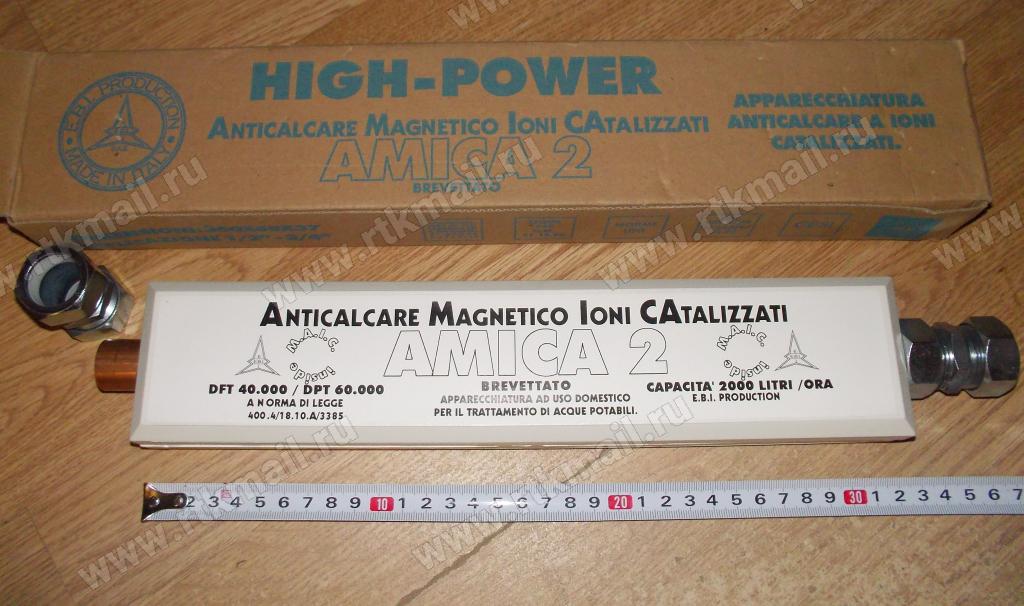 HIGH-POWER
E.B.I. PRODUCTION
MADE IN ITALY
ANTICALCARE MAGNETICO IONI CATALIZZATI
AMICA 2
BREVETTATO
APPARECCHIATURA
ANTICALCARE A IONI
CATALIZZATI.
www.rtkmail.ru
ANTICALCARE MAGNETICO IONI CATALIZZATI
AMICA 2
M.A.I.C.
inside
M.A.I.C.
inside
DFT 40.000 / DPT 60.000
A NORMA DI LEGGE
400.4/18.10.A/3385
BREVETTATO
APPARECCHIATURA AD USO DOMESTICO
PER IL TRATTAMENTO DI ACQUE POTABILI.
CAPACITA' 2000 LITRI /ORA
E.B.I. PRODUCTION
2 3 4 5 6 7 8 9 10 1 2 3 4 5 6 7 8 9 20 1 2 3 4 5 6 7 8 9 30 1 2 3 4 5 6 7